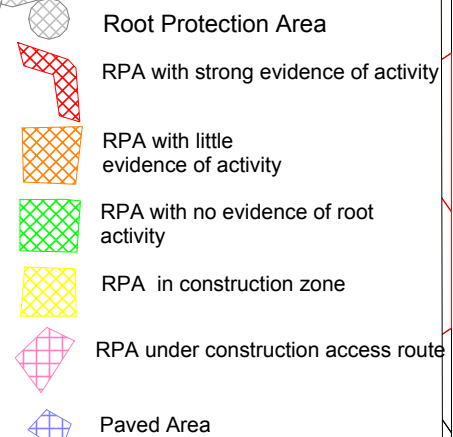 Root Protection Area
RPA with strong evidence of activity
RPA with little
evidence of activity
RPA with no evidence of root
activity
RPA in construction zone
RPA under construction access route
Paved Area